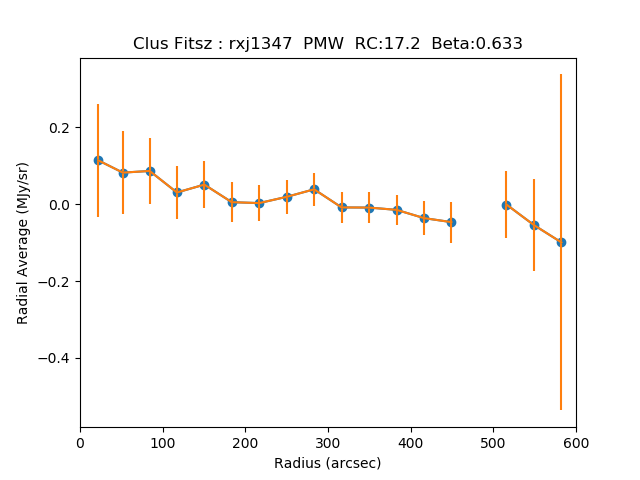 Clus Fitsz : rxj1347  PMW  RC:17.2  Beta:0.633
Radial Average (MJy/sr)
0.2
0.0
−0.2
−0.4
0 100 200 300 400 500 600
Radius (arcsec)